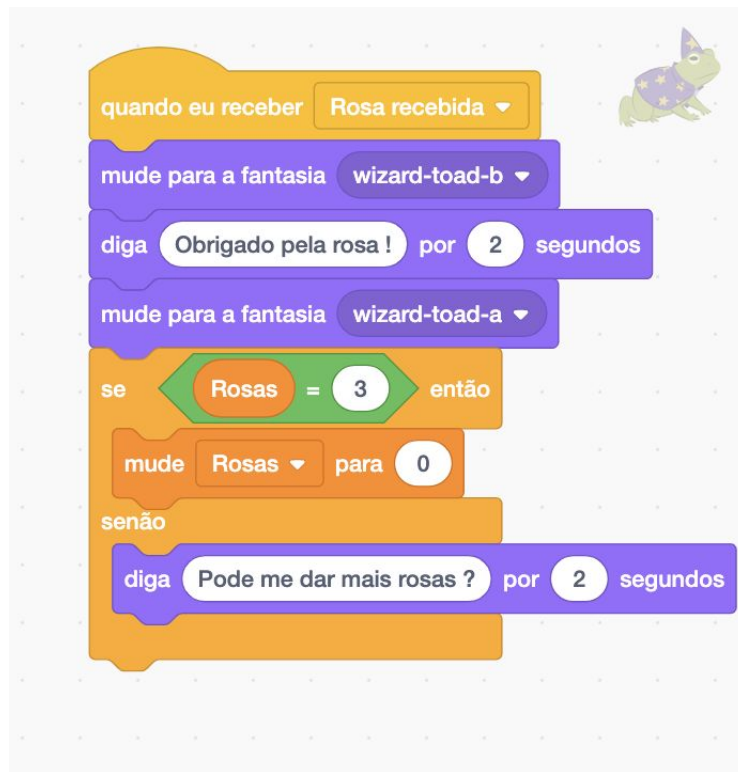 quando eu receber Rosa recebida
mude para a fantasia wizard-toad-b
diga Obrigado pela rosa ! por 2 segundos
mude para a fantasia wizard-toad-a
se Rosas = 3 então
mude Rosas para 0
senão
diga Pode me dar mais rosas ? por 2 segundos